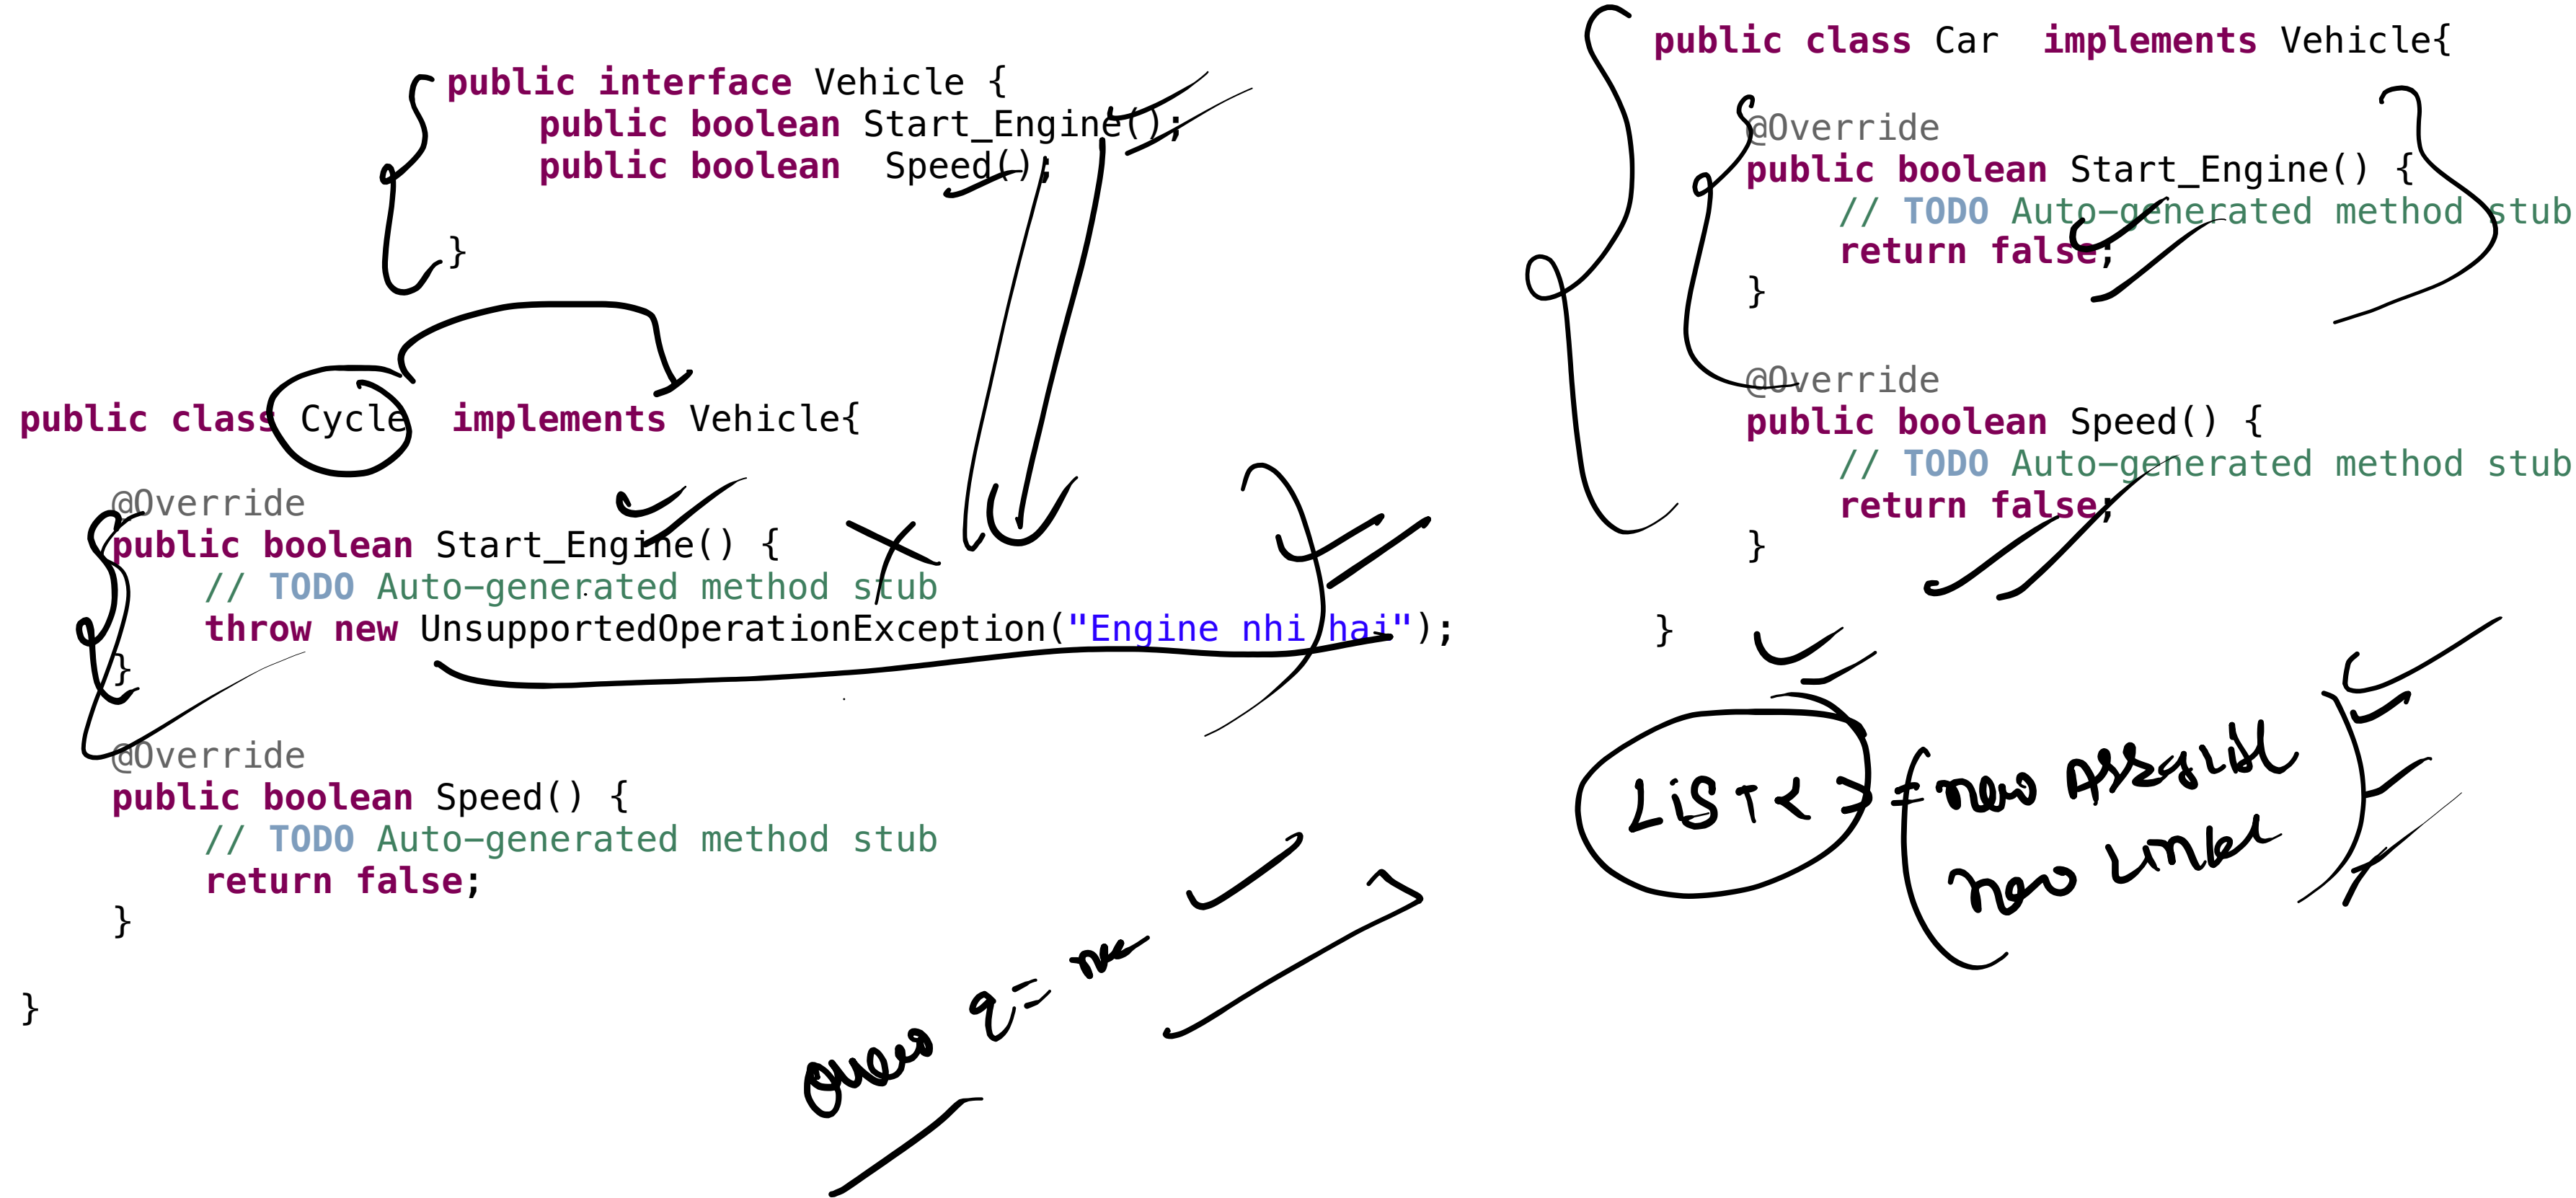 public interface Vehicle {
public boolean Start_Engine();
public boolean Speed();
}
public class Cycle implements Vehicle{
@Override
public boolean Start_Engine() {
// TODO Auto-generated method stub
throw new UnsupportedOperationException("Engine nhi hai");
}
@Override
public boolean Speed() {
// TODO Auto-generated method stub
return false;
}
}
public class Car implements Vehicle{
@Override
public boolean Start_Engine() {
// TODO Auto-generated method stub
return false;
}
@Override
public boolean Speed() {
// TODO Auto-generated method stub
return false;
}
}
LIST< > = new
new
q =